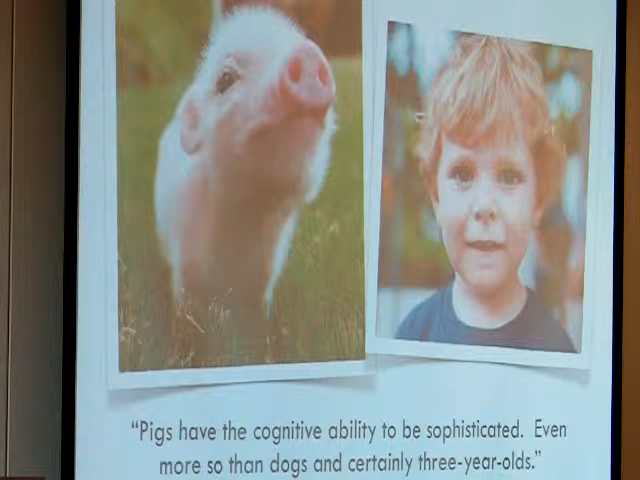 “Pigs have the cognitive ability to be sophisticated.  Even
more so than dogs and certainly three-year-olds.”